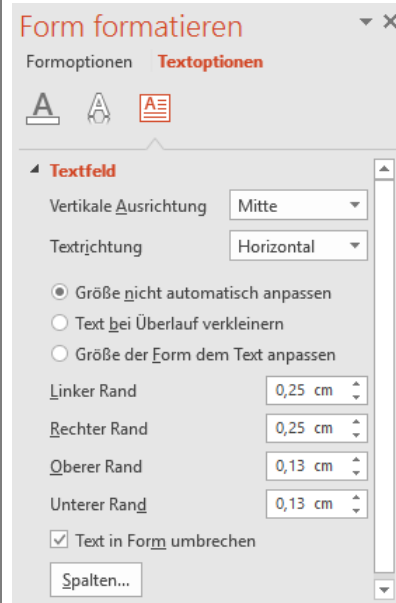 Form formatieren
Formoptionen Textoptionen
A A A
Textfeld
Vertikale Ausrichtung Mitte
Textrichtung Horizontal
Größe nicht automatisch anpassen
Text bei Überlauf verkleinern
Größe der Form dem Text anpassen
Linker Rand 0,25 cm
Rechter Rand 0,25 cm
Oberer Rand 0,13 cm
Unterer Rand 0,13 cm
Text in Form umbrechen
Spalten...